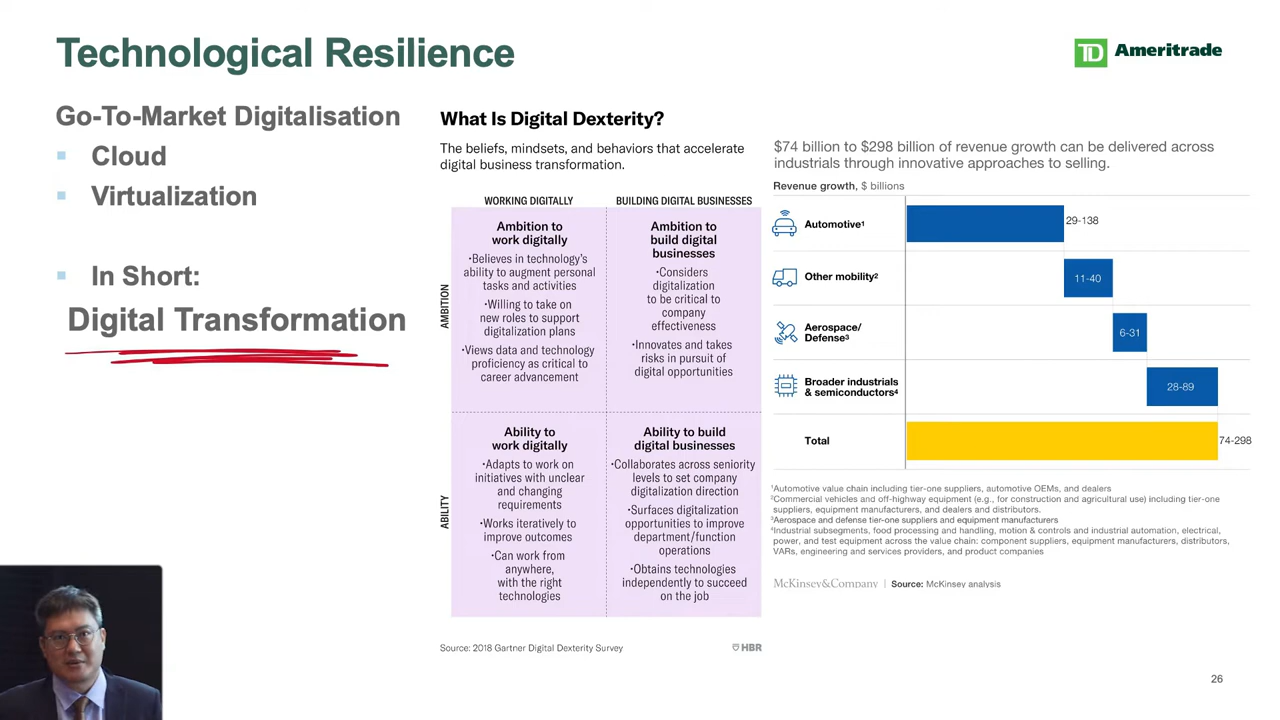 Technological Resilience
TD Ameritrade
Go-To-Market Digitalisation
Cloud
Virtualization
In Short:
Digital Transformation
What Is Digital Dexterity?
The beliefs, mindsets, and behaviors that accelerate
digital business transformation.
WORKING DIGITALLY
BUILDING DIGITAL BUSINESSES
AMBITION
Ambition to
work digitally
•Believes in technology's
ability to augment personal
tasks and activities
•Willing to take on
new roles to support
digitalization plans
•Views data and technology
proficiency as critical to
career advancement
Ambition to
build digital
businesses
•Considers
digitalization
to be critical to
company
effectiveness
•Innovates and takes
risks in pursuit of
digital opportunities
ABILITY
Ability to
work digitally
•Adapts to work on
initiatives with unclear
and changing
requirements
•Works iteratively to
improve outcomes
•Can work from
anywhere,
with the right
technologies
Ability to build
digital businesses
•Collaborates across seniority
levels to set company
digitalization direction
•Surfaces digitalization
opportunities to improve
department/function
operations
•Obtains technologies
independently to succeed
on the job
Source: 2018 Gartner Digital Dexterity Survey
HBR
$74 billion to $298 billion of revenue growth can be delivered across
industrials through innovative approaches to selling.
Revenue growth, $ billions
Automotive¹
29-138
Other mobility²
11-40
Aerospace/
Defense³
6-31
Broader industrials
& semiconductors⁴
28-89
Total
74-298
¹Automotive value chain including tier-one suppliers, automotive OEMs, and dealers
²Commercial vehicles and off-highway equipment (e.g., for construction and agricultural use) including tier-one
suppliers, equipment manufacturers, and dealers and distributors.
³Aerospace and defense tier-one suppliers and equipment manufacturers
⁴Industrial subsegments, food processing and handling, motion & controls and industrial automation, electrical,
power, and test equipment across the value chain: component suppliers, equipment manufacturers, distributors,
VARs, engineering and services providers, and product companies
McKinsey&Company | Source: McKinsey analysis
26